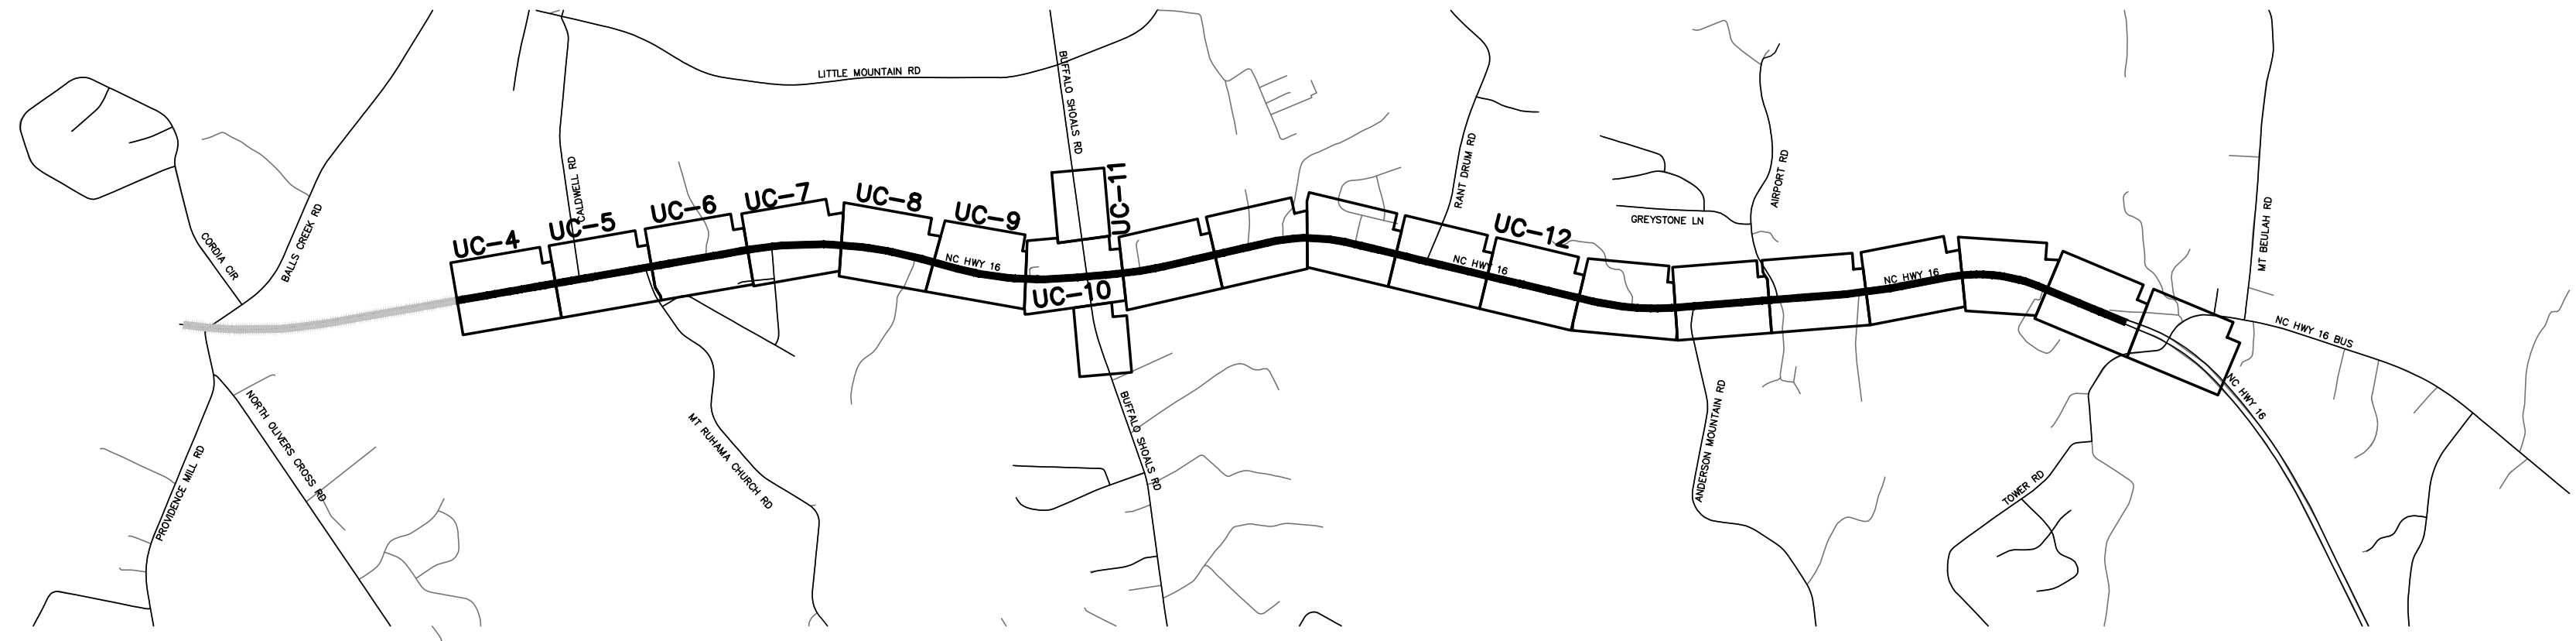 LITTLE MOUNTAIN RD
BUFFALO SHOALS RD
CALDWELL RD
RANT DRUM RD
AIRPORT RD
GREYSTONE LN
MT BEULAH RD
CORDIA CIR
BALLS CREEK RD
UC-4
UC-5
UC-6
UC-7
UC-8
UC-9
UC-10
UC-11
UC-12
NC HWY 16
NC HWY 16
NC HWY 16
NC HWY 16 BUS
NC HWY 16
NORTH OLIVERS CROSS RD
PROVIDENCE MILL RD
MT RUHAMA CHURCH RD
BUFFALO SHOALS RD
ANDERSON MOUNTAIN RD
TOWER RD